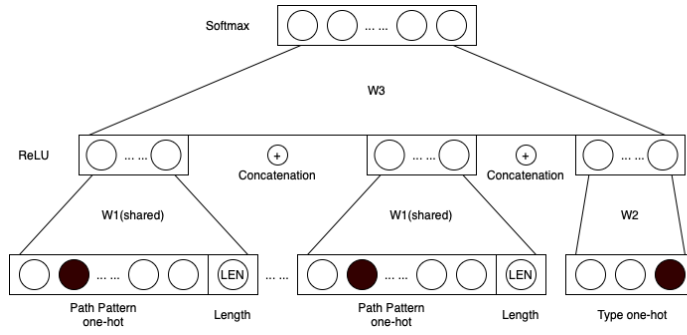 Softmax
... ...
W3
ReLU
... ...
+
Concatenation
... ...
+
Concatenation
... ...
W1(shared)
W1(shared)
W2
... ...
LEN
... ...
... ...
LEN
Path Pattern
one-hot
Length
Path Pattern
one-hot
Length
Type one-hot